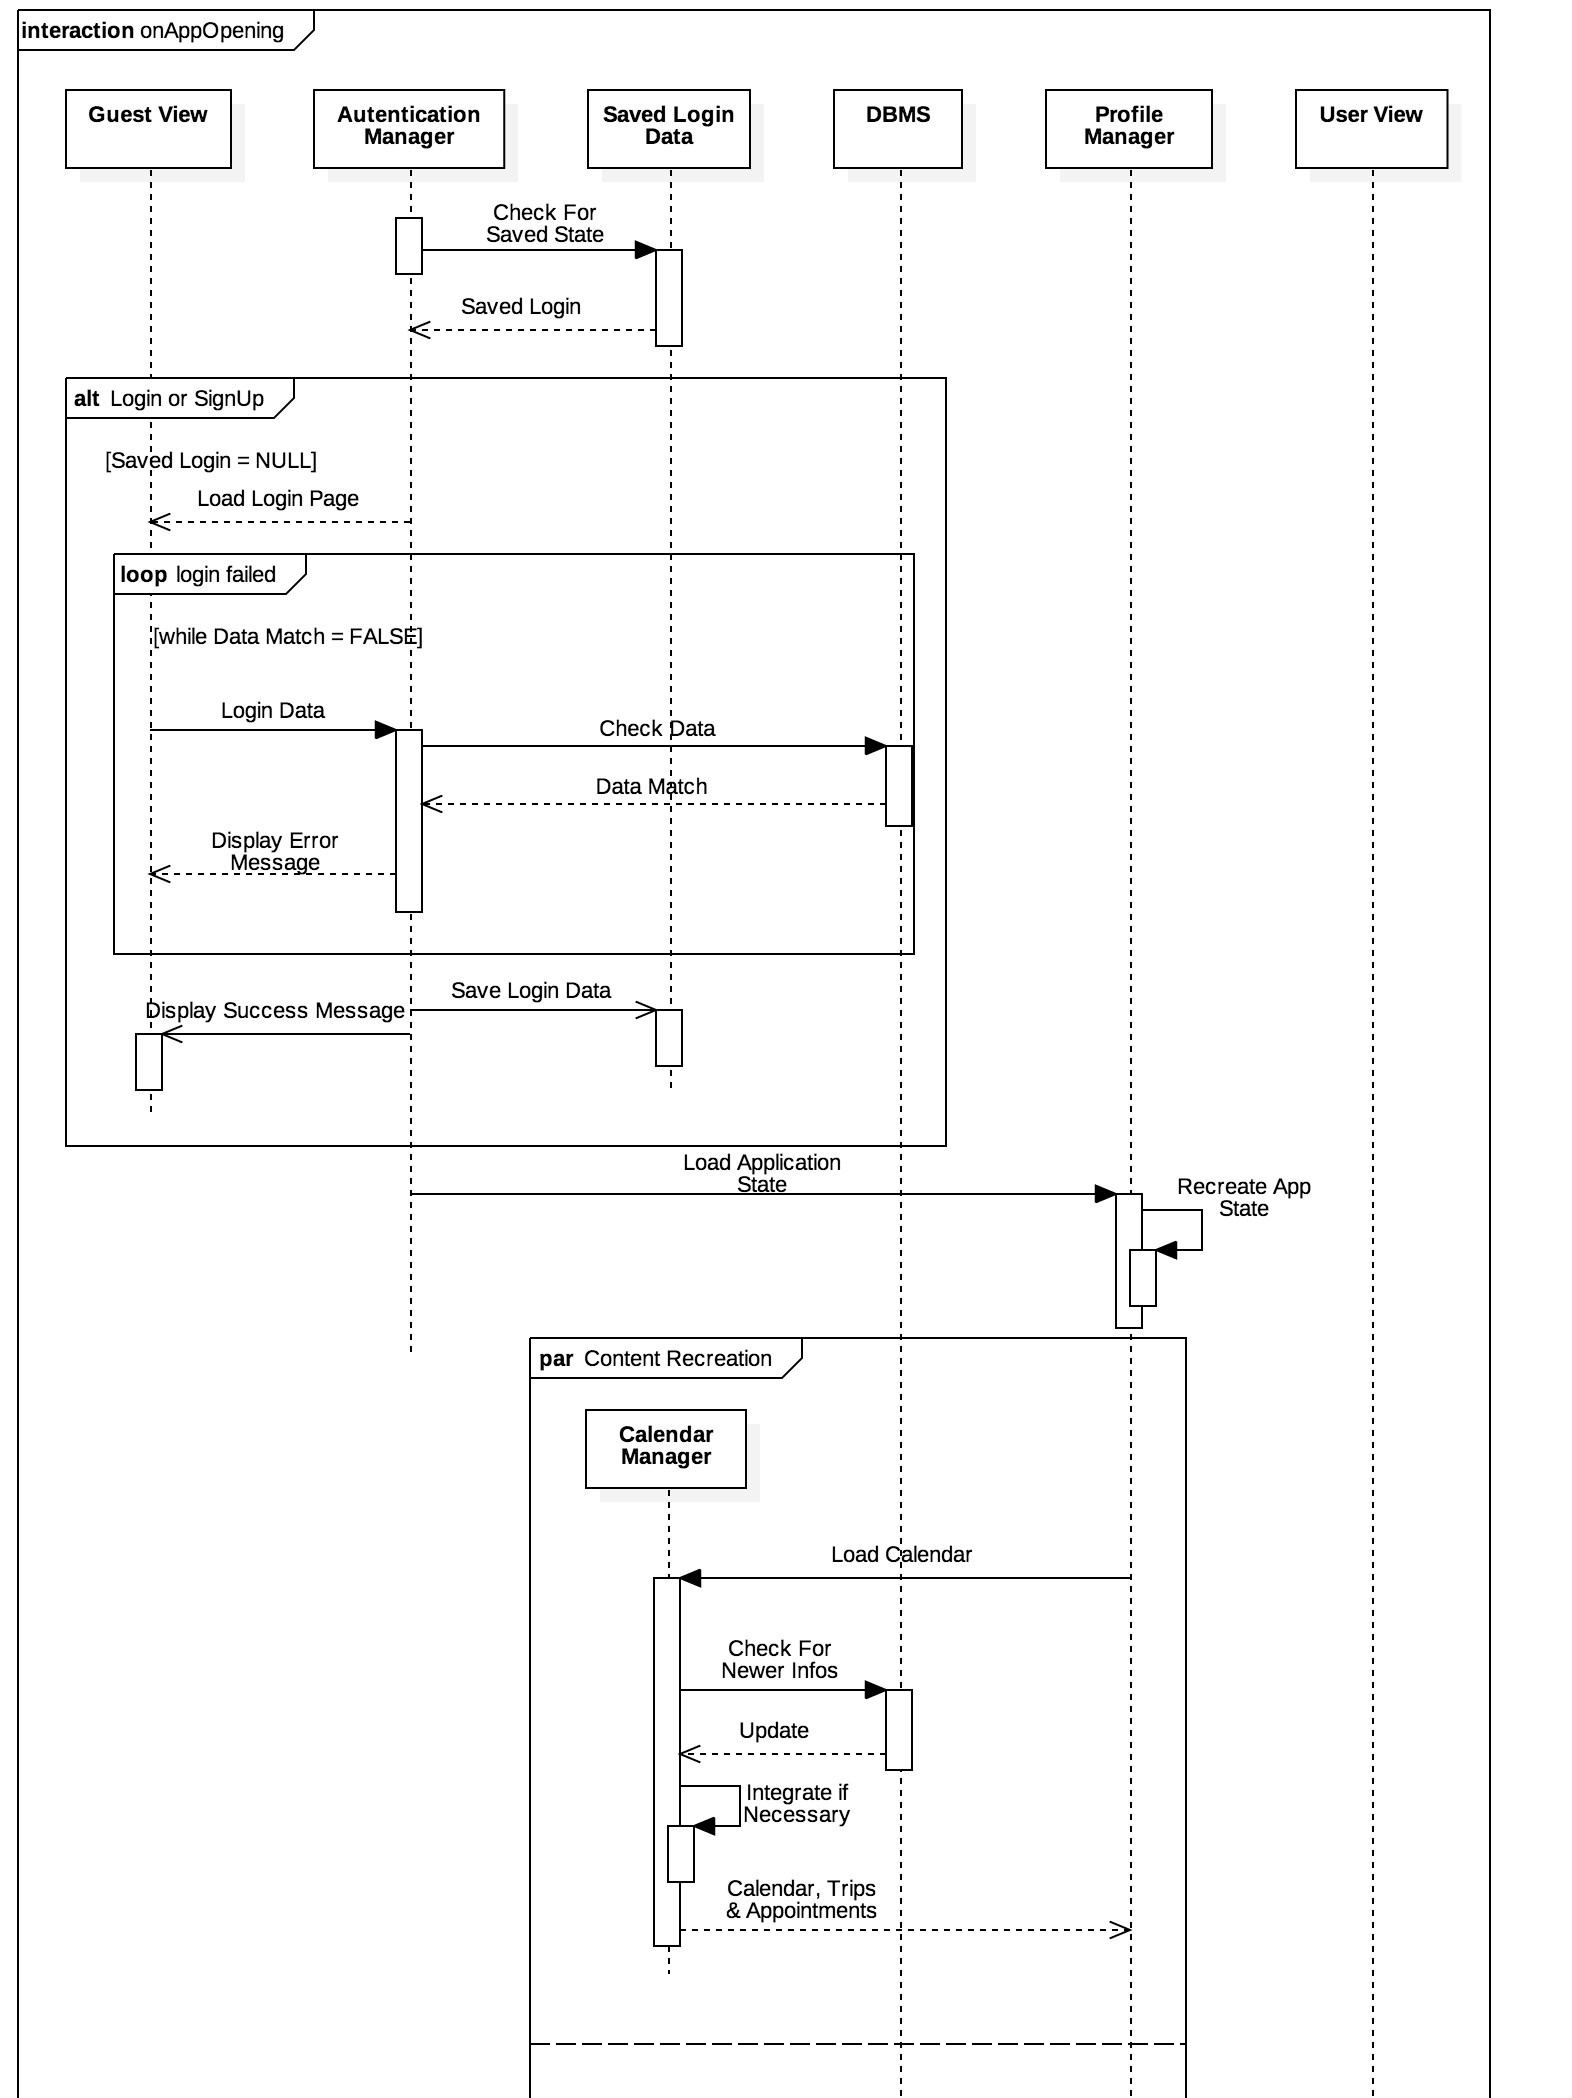 interaction onAppOpening
Guest View
Autentication
Manager
Saved Login
Data
DBMS
Profile
Manager
User View
Check For
Saved State
Saved Login
alt Login or SignUp
[Saved Login = NULL]
Load Login Page
loop login failed
[while Data Match = FALSE]
Login Data
Check Data
Data Match
Display Error
Message
Save Login Data
Display Success Message
Load Application
State
Recreate App
State
par Content Recreation
Calendar
Manager
Load Calendar
Check For
Newer Infos
Update
Integrate if
Necessary
Calendar, Trips
& Appointments